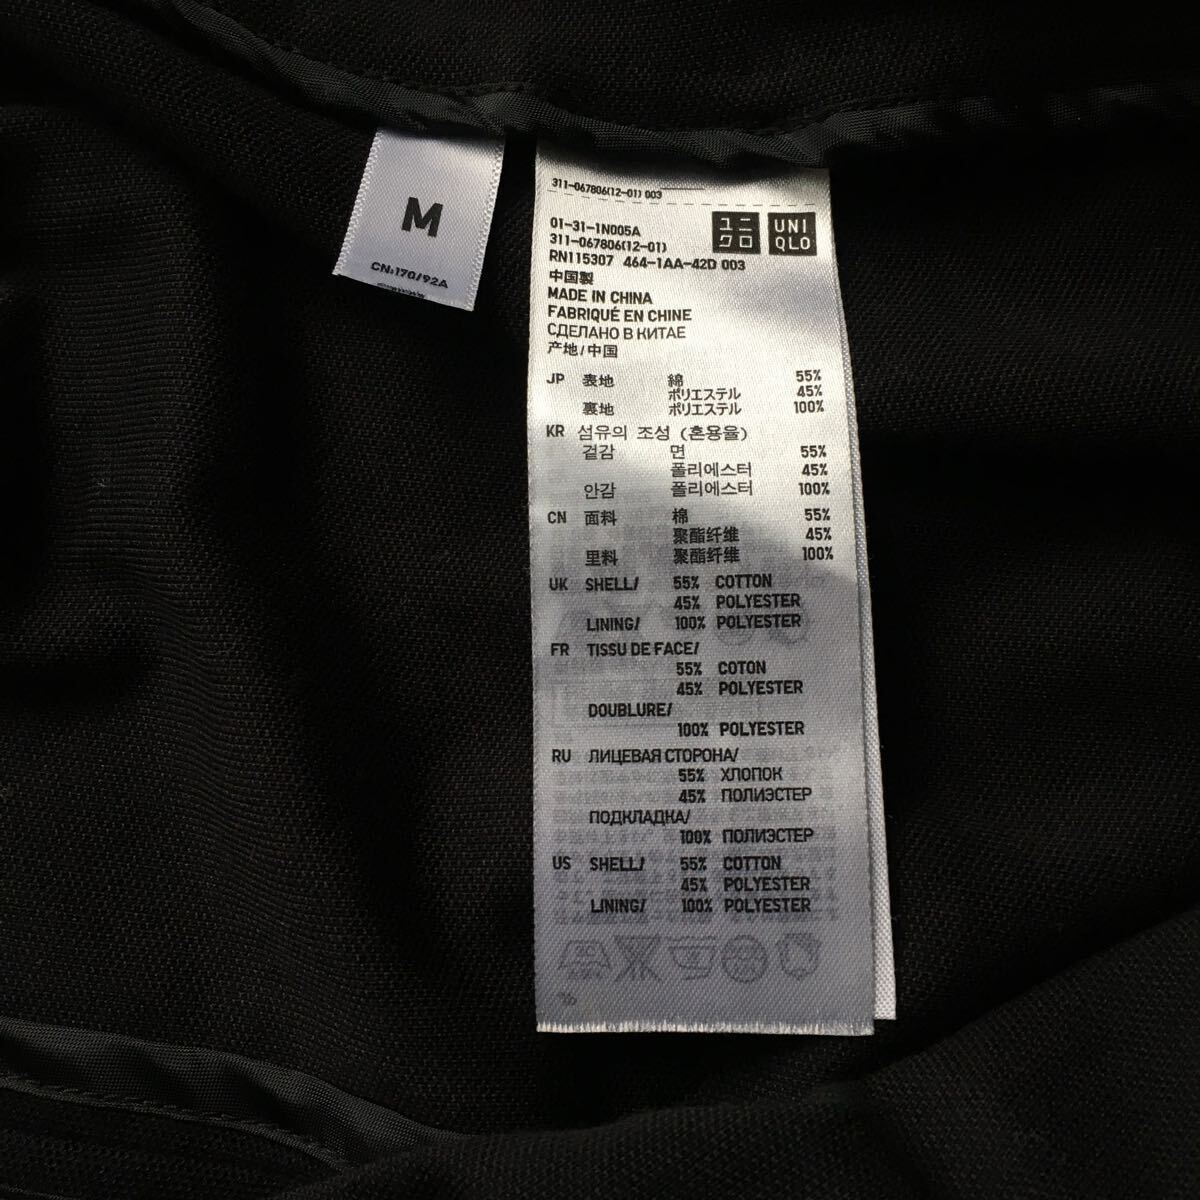 M
CN:170/92A
311-067806(12-01) 003
01-31-1N005A
311-067806(12-01)
RN115307 464-1AA-42D 003
ユニ
クロ
UNI
QLO
中国製
MADE IN CHINA
FABRIQUÉ EN CHINE
СДЕЛАНО В КИТАЕ
产地/中国
JP 表地 綿 55%
ポリエステル 45%
裏地 ポリエステル 100%
KR 섬유의 조성 (혼용율)
겉감 면 55%
폴리에스터 45%
안감 폴리에스터 100%
CN 面料 棉 55%
聚酯纤维 45%
里料 聚酯纤维 100%
UK SHELL/ 55% COTTON
45% POLYESTER
LINING/ 100% POLYESTER
FR TISSU DE FACE/
55% COTON
45% POLYESTER
DOUBLURE/
100% POLYESTER
RU ЛИЦЕВАЯ СТОРОНА/
55% ХЛОПОК
45% ПОЛИЭСТЕР
ПОДКЛАДКА/
100% ПОЛИЭСТЕР
US SHELL/ 55% COTTON
45% POLYESTER
LINING/ 100% POLYESTER